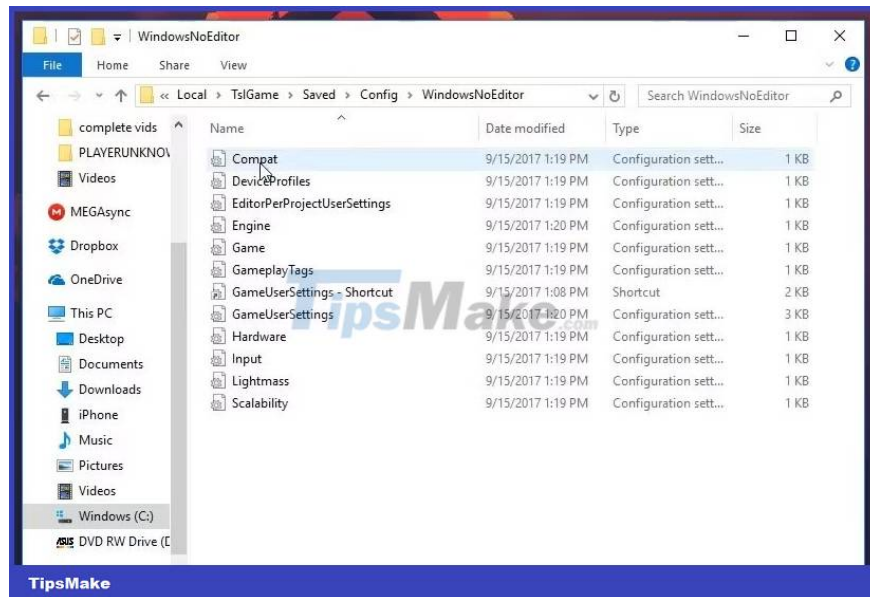 WindowsNoEditor
File Home Share View
« Local > TslGame > Saved > Config > WindowsNoEditor Search WindowsNoEditor
Name Date modified Type Size
complete vids
PLAYERUNKNOV
Videos
MEGAsync
Dropbox
OneDrive
This PC
Desktop
Documents
Downloads
iPhone
Music
Pictures
Videos
Windows (C:)
ASUS DVD RW Drive (D
Compat 9/15/2017 1:19 PM Configuration sett... 1 KB
DeviceProfiles 9/15/2017 1:19 PM Configuration sett... 1 KB
EditorPerProjectUserSettings 9/15/2017 1:19 PM Configuration sett... 1 KB
Engine 9/15/2017 1:20 PM Configuration sett... 1 KB
Game 9/15/2017 1:19 PM Configuration sett... 1 KB
GameplayTags 9/15/2017 1:19 PM Configuration sett... 1 KB
GameUserSettings - Shortcut 9/15/2017 1:08 PM Shortcut 2 KB
GameUserSettings 9/15/2017 1:20 PM Configuration sett... 3 KB
Hardware 9/15/2017 1:19 PM Configuration sett... 1 KB
Input 9/15/2017 1:19 PM Configuration sett... 1 KB
Lightmass 9/15/2017 1:19 PM Configuration sett... 1 KB
Scalability 9/15/2017 1:19 PM Configuration sett... 1 KB
TipsMake.com
TipsMake